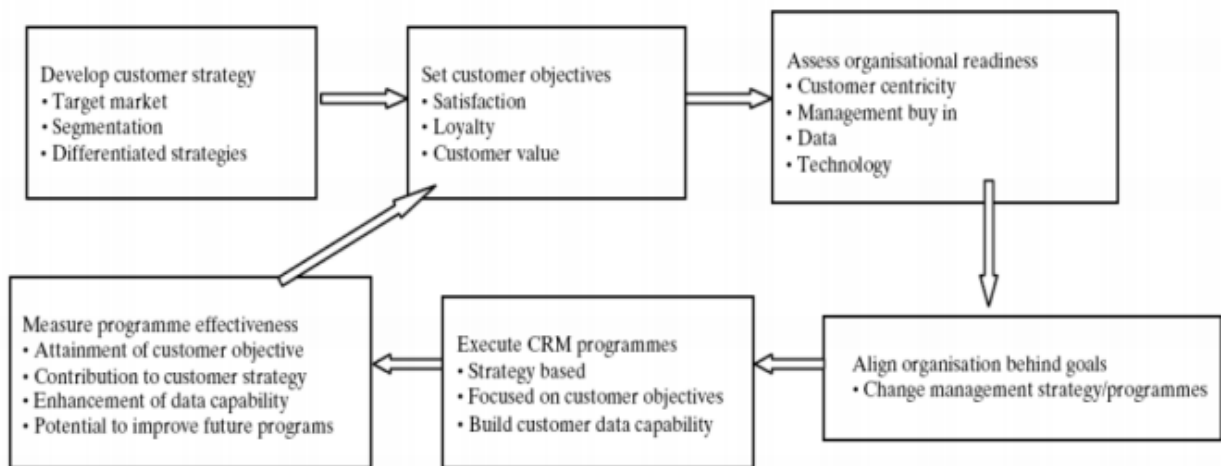 Develop customer strategy
• Target market
• Segmentation
• Differentiated strategies
Set customer objectives
• Satisfaction
• Loyalty
• Customer value
Assess organisational readiness
• Customer centricity
• Management buy in
• Data
• Technology
Align organisation behind goals
• Change management strategy/programmes
Execute CRM programmes
• Strategy based
• Focused on customer objectives
• Build customer data capability
Measure programme effectiveness
• Attainment of customer objective
• Contribution to customer strategy
• Enhancement of data capability
• Potential to improve future programs